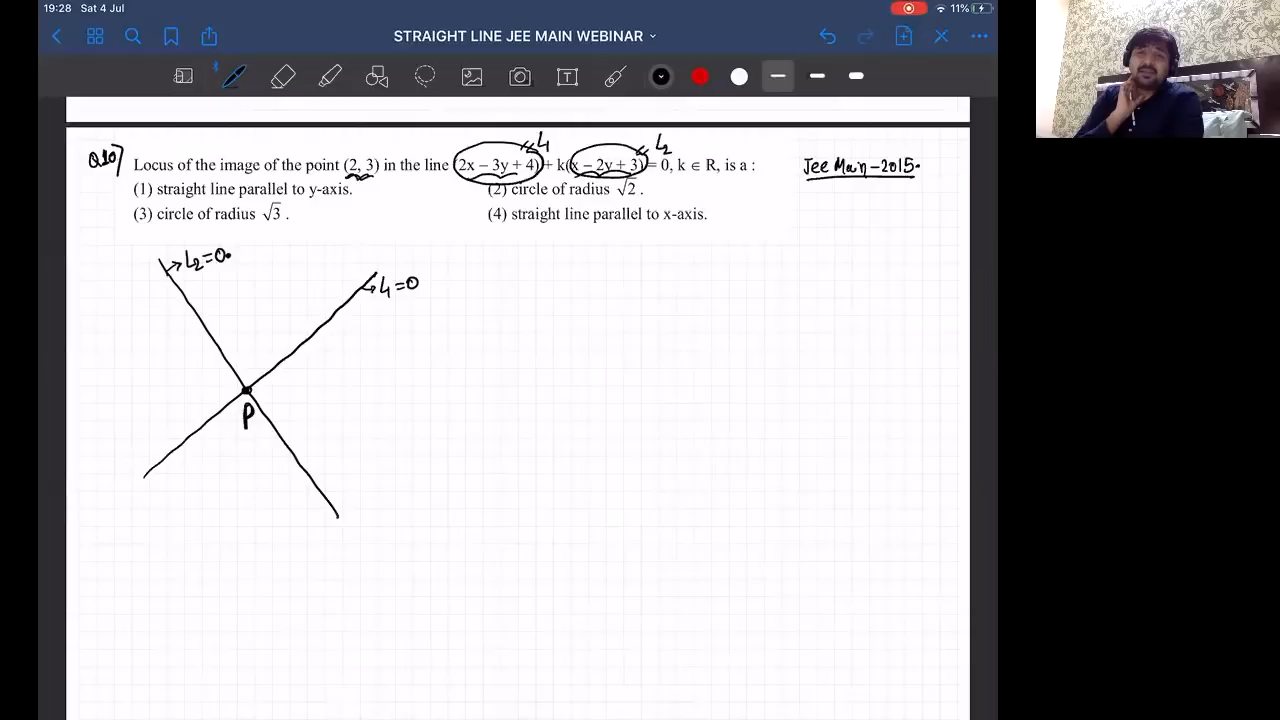 19:28 Sat 4 Jul 11%
STRAIGHT LINE JEE MAIN WEBINAR
T
L1 L2
Q10) Locus of the image of the point (2, 3) in the line (2x – 3y + 4) + k(x – 2y + 3) = 0, k ∈ R, is a : Jee Main-2015.
(1) straight line parallel to y-axis. (2) circle of radius √2 .
(3) circle of radius √3 . (4) straight line parallel to x-axis.
L2=0.
L1=0
P